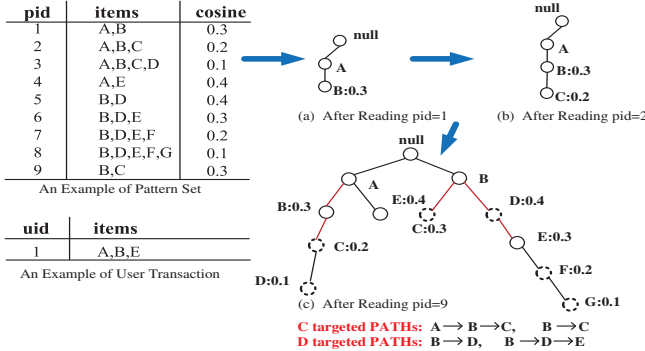 pid items cosine
1 A,B 0.3
2 A,B,C 0.2
3 A,B,C,D 0.1
4 A,E 0.4
5 B,D 0.4
6 B,D,E 0.3
7 B,D,E,F 0.2
8 B,D,E,F,G 0.1
9 B,C 0.3
An Example of Pattern Set
uid items
1 A,B,E
An Example of User Transaction
null
A
B:0.3
(a) After Reading pid=1
null
A
B:0.3
C:0.2
(b) After Reading pid=2
null
A
B
B:0.3
E:0.4
D:0.4
C:0.3
C:0.2
E:0.3
D:0.1
F:0.2
G:0.1
(c) After Reading pid=9
C targeted PATHs: A → B → C, B → C
D targeted PATHs: B → D, B → D → E